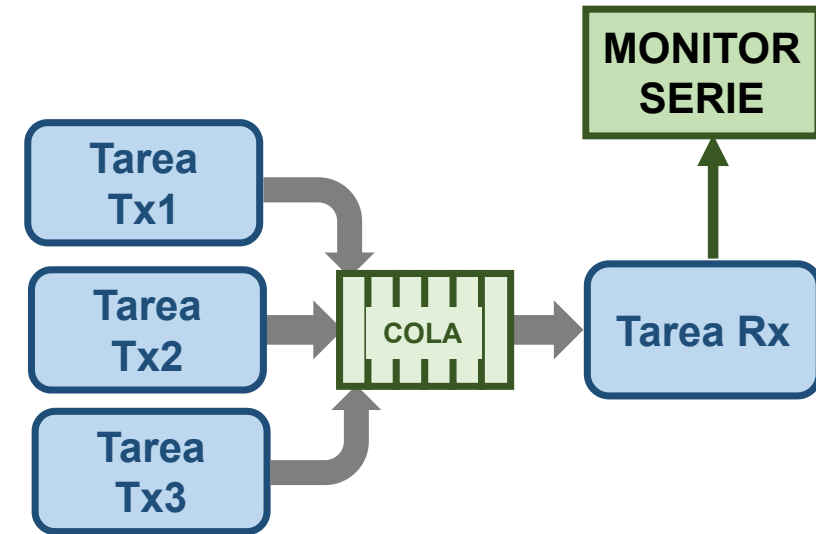 MONITOR
SERIE
Tarea
Tx1
Tarea
Tx2
COLA
Tarea Rx
Tarea
Tx3